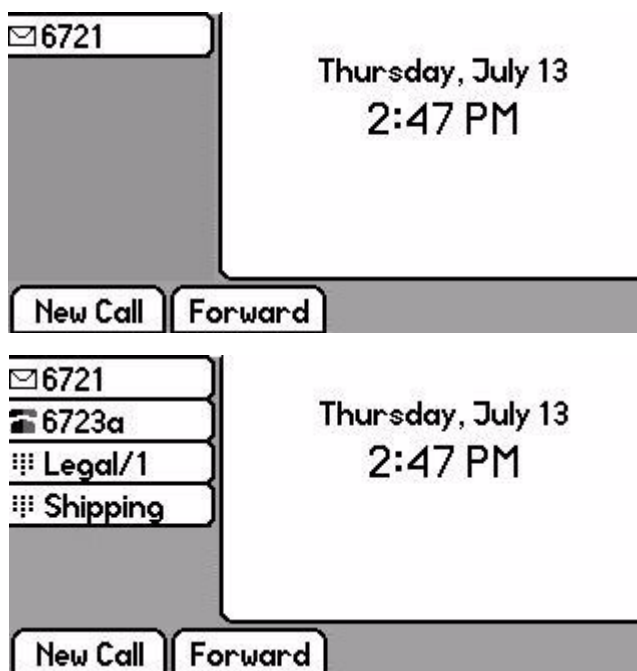 6721
Thursday, July 13
2:47 PM
New Call
Forward
6721
6723a
Legal/1
Shipping
Thursday, July 13
2:47 PM
New Call
Forward